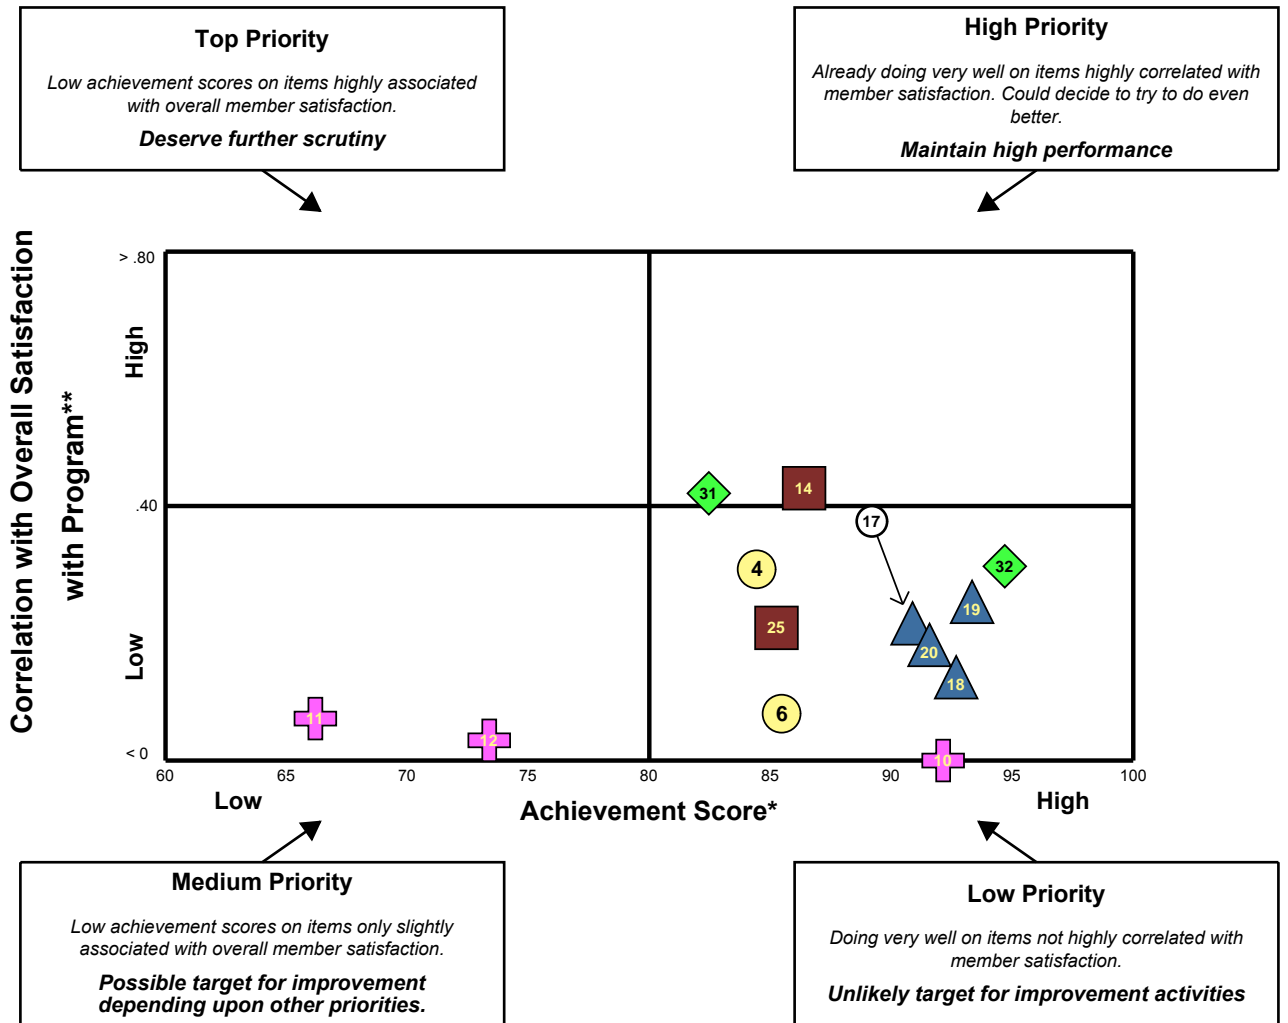 Top Priority
Low achievement scores on items highly associated
with overall member satisfaction.
Deserve further scrutiny
High Priority
Already doing very well on items highly correlated with
member satisfaction. Could decide to try to do even
better.
Maintain high performance
Correlation with Overall Satisfaction
with Program**
> .80
High
.40
Low
< 0
31
14
17
4
32
19
25
20
18
6
11
12
10
60
65
70
75
80
85
90
95
100
Low
Achievement Score*
High
Medium Priority
Low achievement scores on items only slightly
associated with overall member satisfaction.
Possible target for improvement
depending upon other priorities.
Low Priority
Doing very well on items not highly correlated with
member satisfaction.
Unlikely target for improvement activities